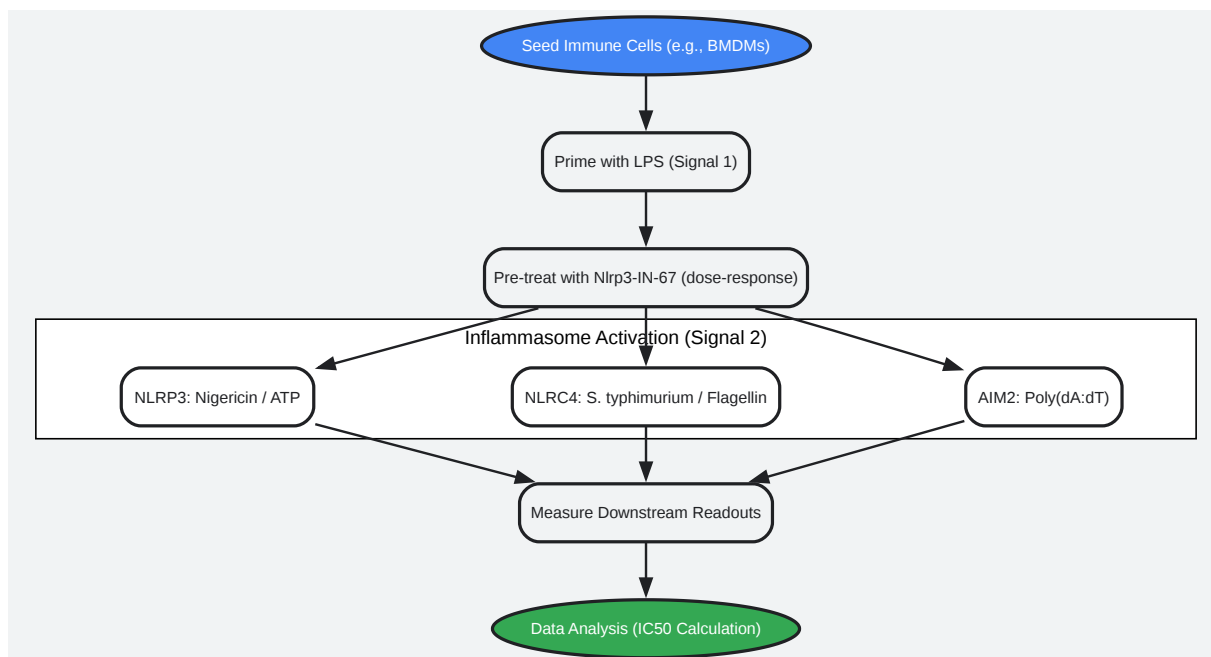 Seed Immune Cells (e.g., BMDMs)
Prime with LPS (Signal 1)
Pre-treat with Nlrp3-IN-67 (dose-response)
Inflammasome Activation (Signal 2)
NLRP3: Nigericin / ATP
NLRC4: S. typhimurium / Flagellin
AIM2: Poly(dA:dT)
Measure Downstream Readouts
Data Analysis (IC50 Calculation)